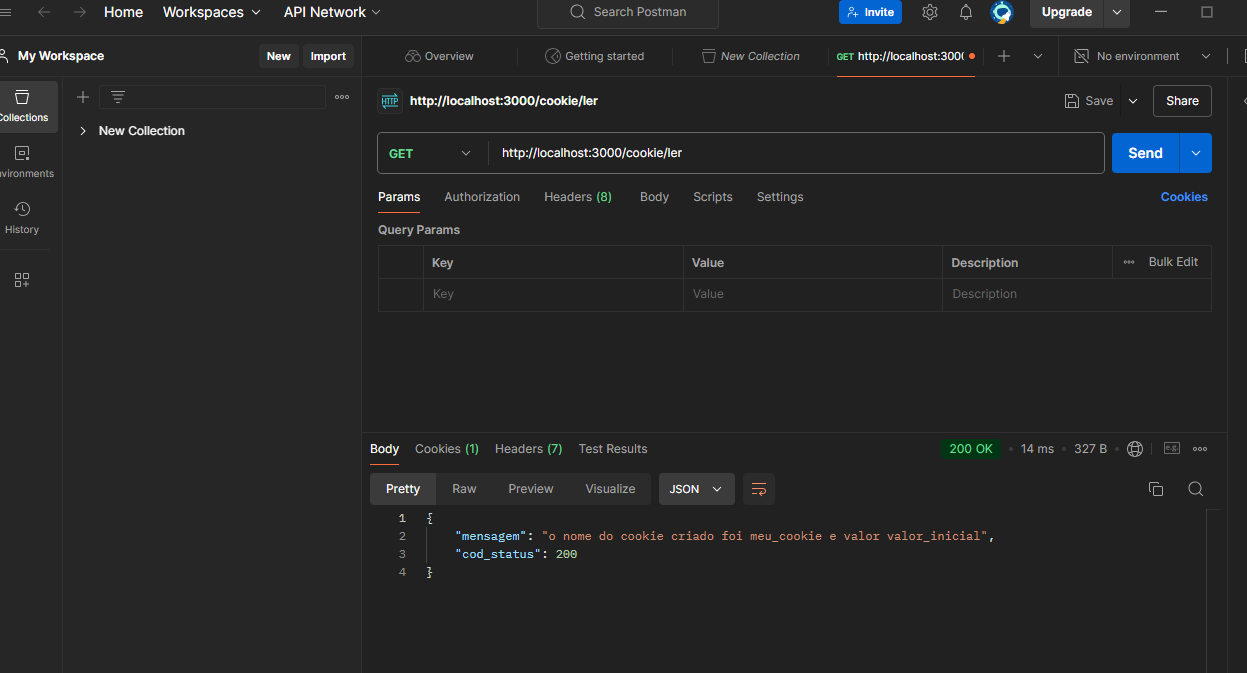 Home Workspaces API Network Search Postman Invite Upgrade
My Workspace New Import Overview Getting started New Collection GET http://localhost:3000 No environment
Collections
New Collection
http://localhost:3000/cookie/ler Save Share
GET http://localhost:3000/cookie/ler Send
Environments
Params Authorization Headers (8) Body Scripts Settings Cookies
History
Query Params
Key Value Description Bulk Edit
Key Value Description
Body Cookies (1) Headers (7) Test Results 200 OK • 14 ms • 327 B •
Pretty Raw Preview Visualize JSON
1 {
2 "mensagem": "o nome do cookie criado foi meu_cookie e valor valor_inicial",
3 "cod_status": 200
4 }